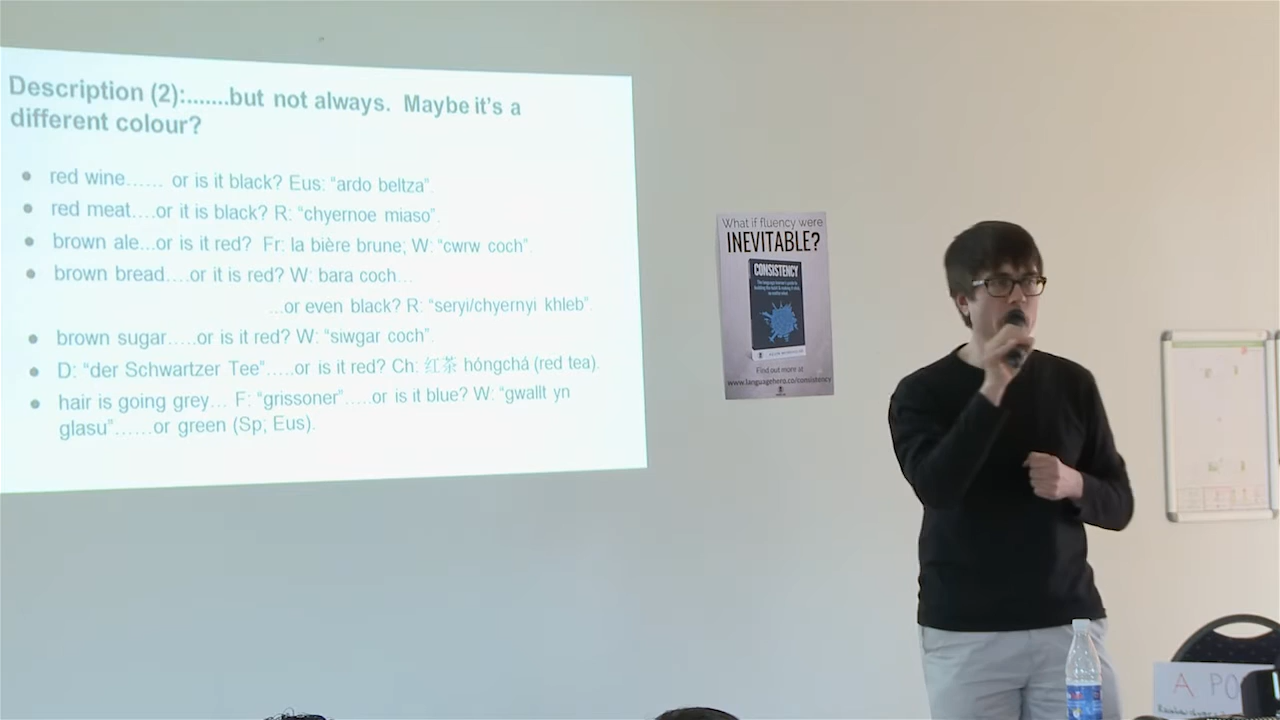 Description (2):.......but not always. Maybe it's a
different colour?
● red wine…… or is it black? Eus: “ardo beltza”.
● red meat….or it is black? R: “chyernoe miaso”.
● brown ale…or is it red? Fr: la bière brune; W: “cwrw coch”.
● brown bread….or it is red? W: bara coch…
…or even black? R: “seryi/chyernyi khleb”.
● brown sugar…..or is it red? W: “siwgar coch”.
● D: “der Schwartzer Tee”…..or is it red? Ch: 红茶 hóngchá (red tea).
● hair is going grey… F: “grissoner”…..or is it blue? W: “gwallt yn
glasu”……or green (Sp; Eus).
What if fluency were
INEVITABLE?
CONSISTENCY
Find out more at
www.languagehero.co/consistency
A PO